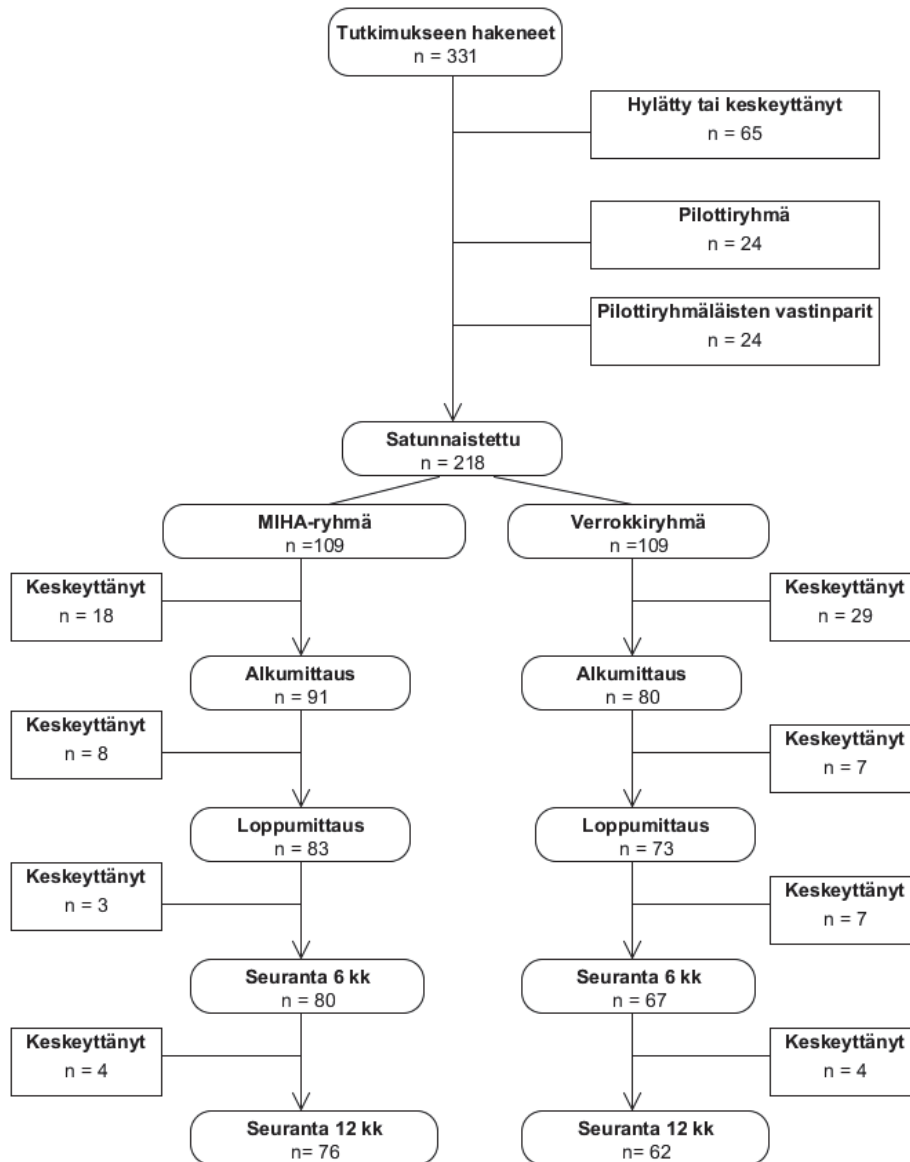 Tutkimukseen hakeneet
n = 331
Hylätty tai keskeyttänyt
n = 65
Pilottiryhmä
n = 24
Pilottiryhmäläisten vastinparit
n = 24
Satunnaistettu
n = 218
MIHA-ryhmä
n =109
Verrokkiryhmä
n =109
Keskeyttänyt
n = 18
Keskeyttänyt
n = 29
Alkumittaus
n = 91
Alkumittaus
n = 80
Keskeyttänyt
n = 8
Keskeyttänyt
n = 7
Loppumittaus
n = 83
Loppumittaus
n = 73
Keskeyttänyt
n = 3
Keskeyttänyt
n = 7
Seuranta 6 kk
n = 80
Seuranta 6 kk
n = 67
Keskeyttänyt
n = 4
Keskeyttänyt
n = 4
Seuranta 12 kk
n= 76
Seuranta 12 kk
n= 62